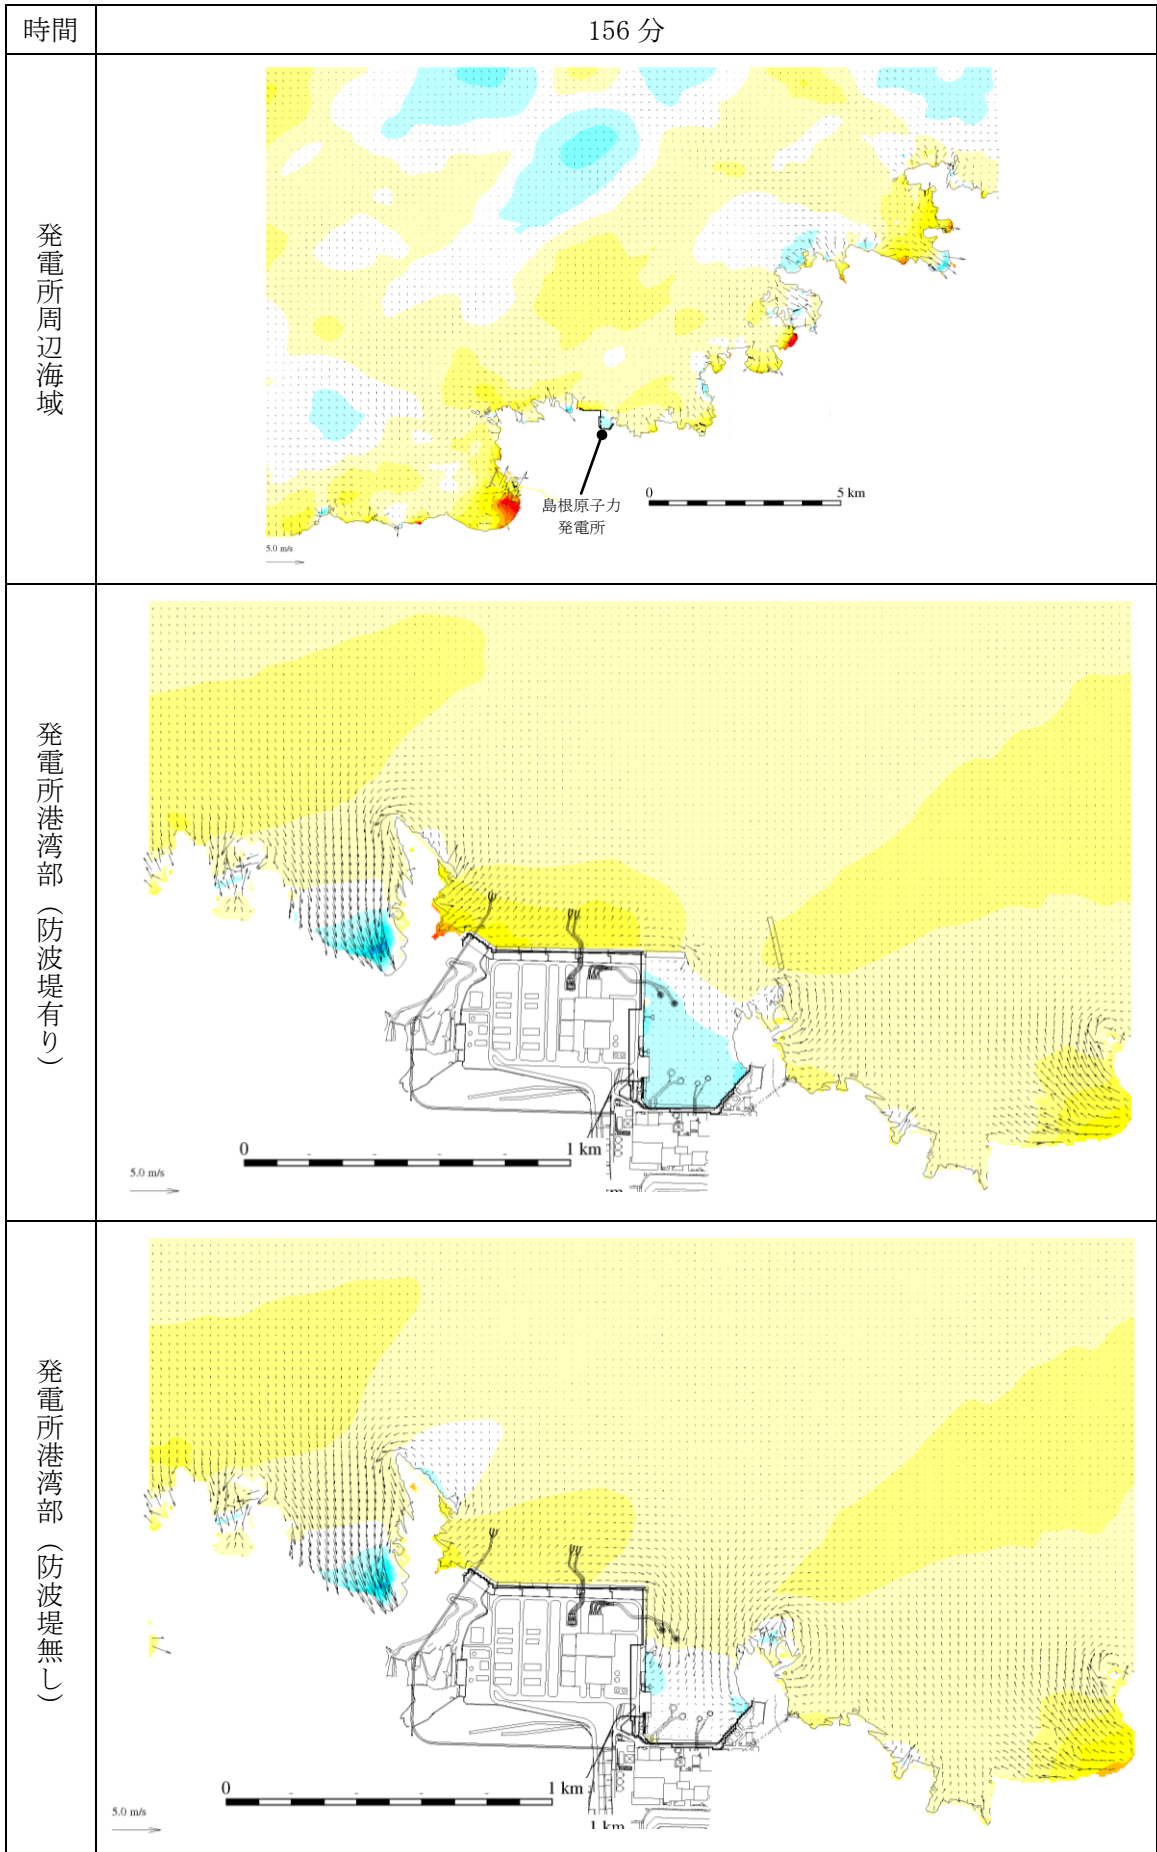 時間
156 分
発電所周辺海域
島根原子力
発電所
0
5 km
5.0 m/s
発電所港湾部（防波堤有り）
0
1 km
5.0 m/s
発電所港湾部（防波堤無し）
0
1 km
5.0 m/s
1 km